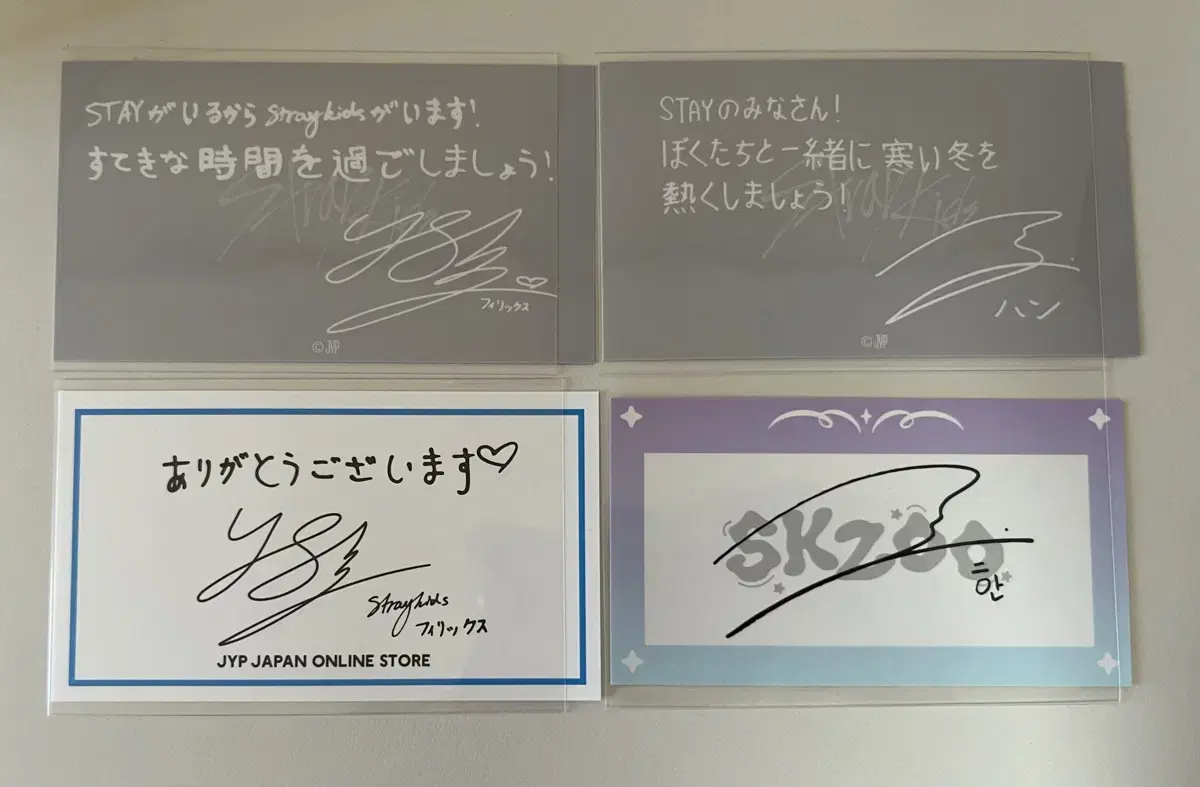 STAYがいるから Straykidsがいます!
すてきな時間を過ごしましょう!
Stray Kids
フィリックス
© JYP
STAYのみなさん!
ぼくたちと一緒に寒い冬を
熱くしましょう!
Stray Kids
ハン
© JYP
ありがとうございます♡
Straykids
フィリックス
JYP JAPAN ONLINE STORE
SKZOO
한